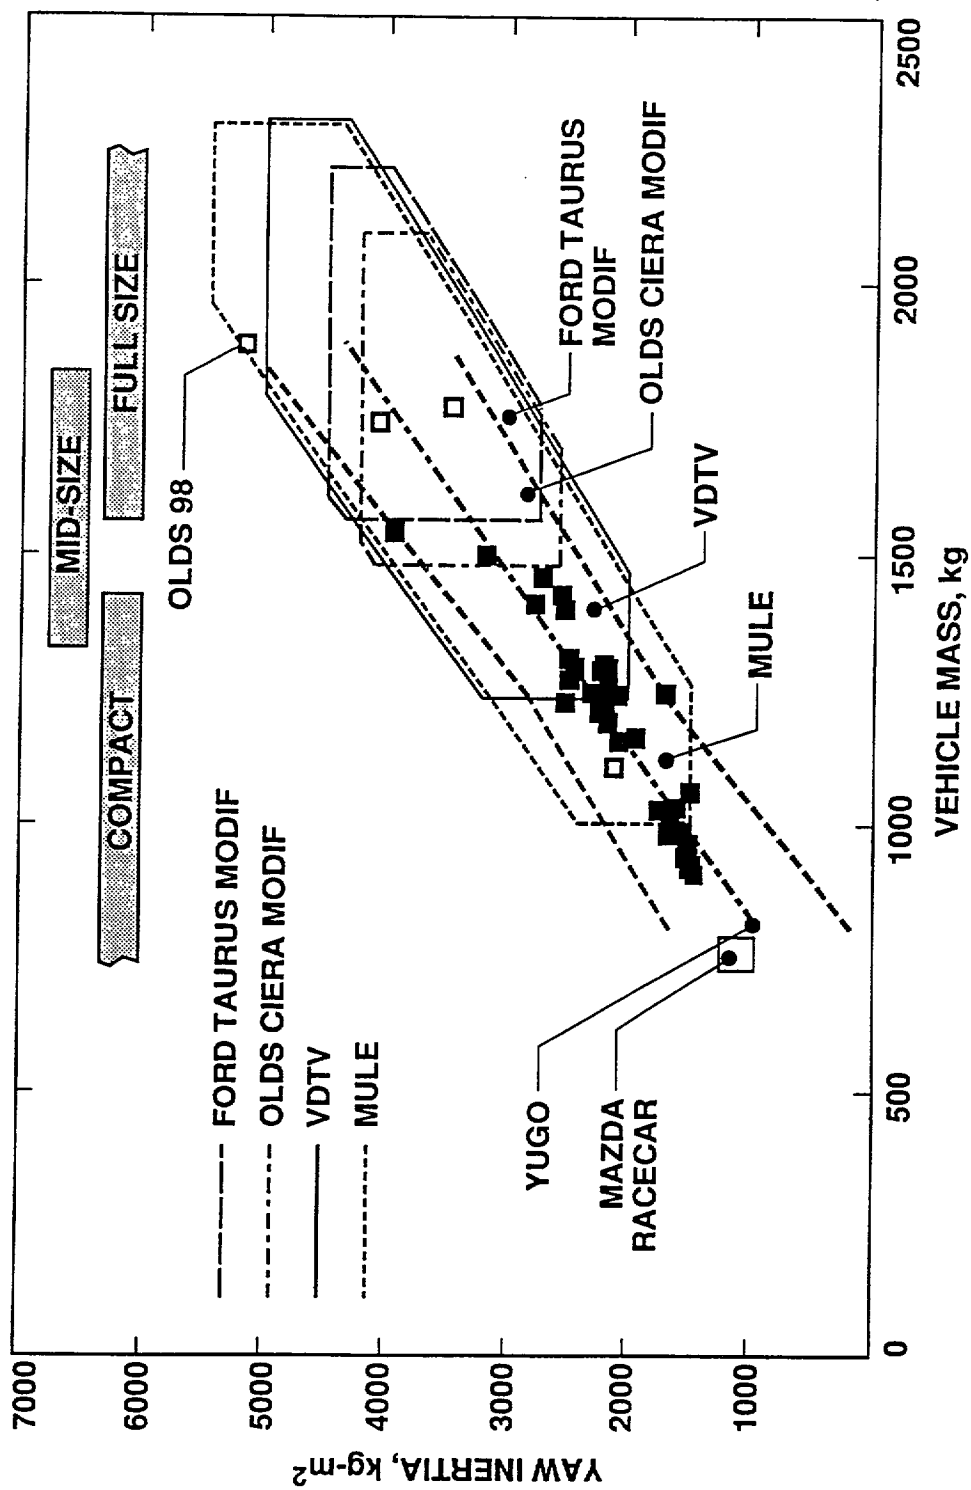 MID-SIZE
COMPACT
FULL SIZE
OLDS 98
FORD TAURUS MODIF
OLDS CIERA MODIF
VDTV
MULE
FORD TAURUS
MODIF
OLDS CIERA MODIF
VDTV
MULE
YUGO
MAZDA
RACECAR
7000
6000
5000
4000
3000
2000
1000
YAW INERTIA, kg-m²
0
500
1000
1500
2000
2500
VEHICLE MASS, kg